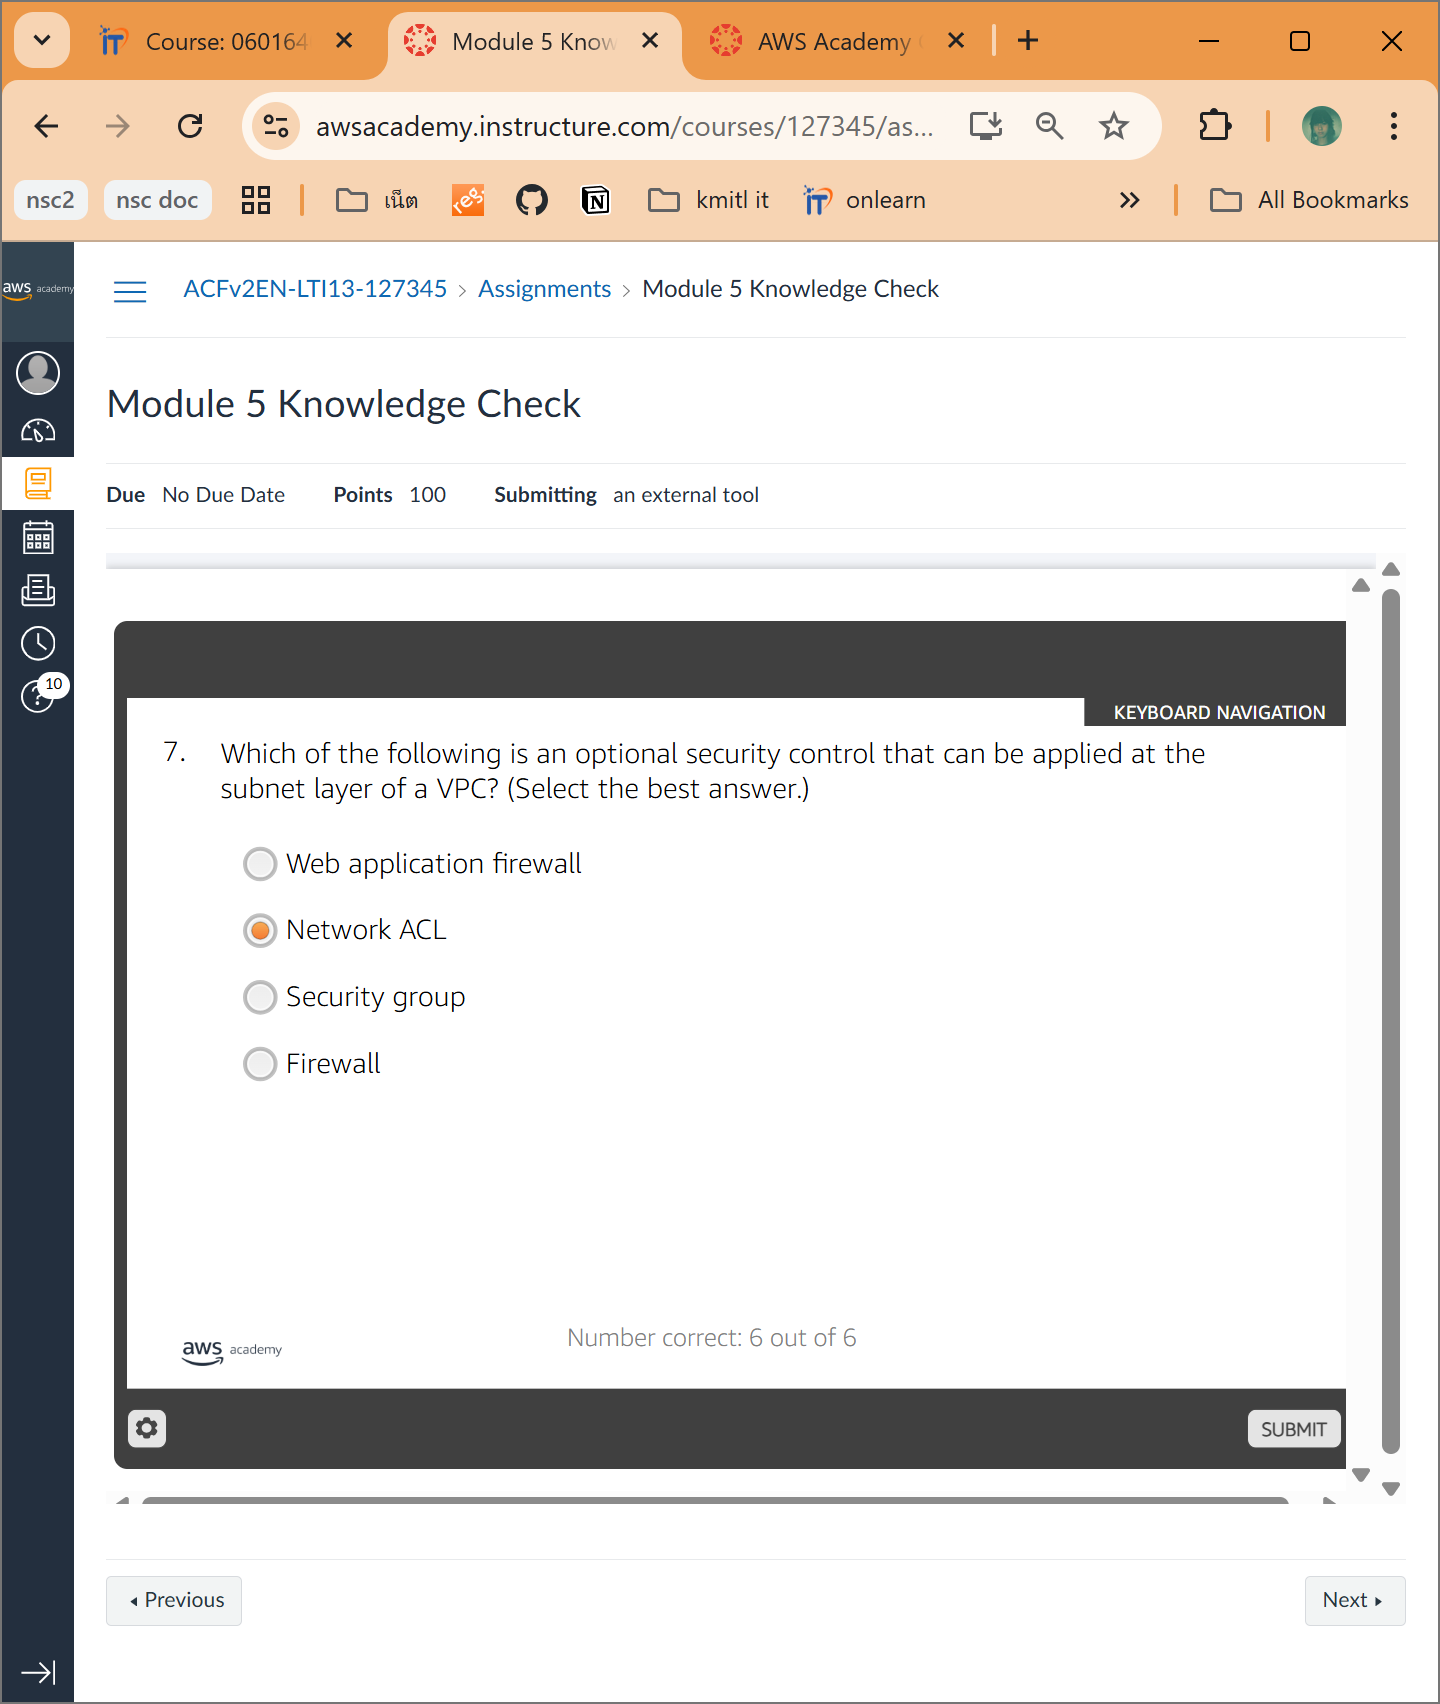 Course: 060164
Module 5 Know
AWS Academy
awsacademy.instructure.com/courses/127345/as...
nsc2
nsc doc
เน็ต
reg.
kmitl it
onlearn
All Bookmarks
aws academy
ACFv2EN-LTI13-127345 > Assignments > Module 5 Knowledge Check
Module 5 Knowledge Check
Due No Due Date Points 100 Submitting an external tool
10
KEYBOARD NAVIGATION
7. Which of the following is an optional security control that can be applied at the
subnet layer of a VPC? (Select the best answer.)
Web application firewall
Network ACL
Security group
Firewall
Number correct: 6 out of 6
aws academy
SUBMIT
Previous
Next